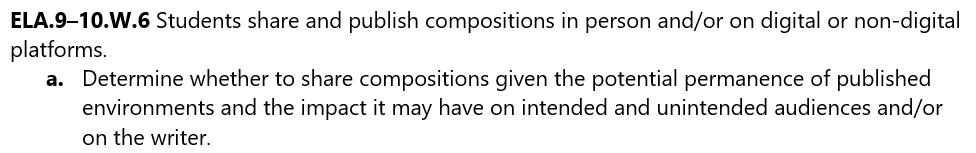 ELA.9–10.W.6 Students share and publish compositions in person and/or on digital or non-digital
platforms.
a. Determine whether to share compositions given the potential permanence of published
environments and the impact it may have on intended and unintended audiences and/or
on the writer.